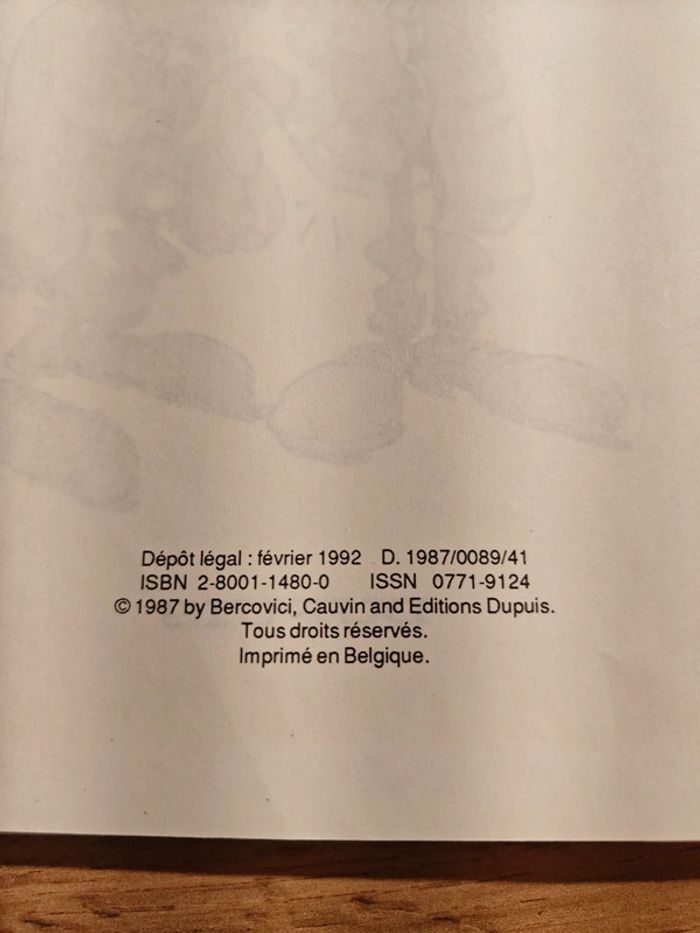 Dépôt légal : février 1992 D. 1987/0089/41
ISBN 2-8001-1480-0 ISSN 0771-9124
© 1987 by Bercovici, Cauvin and Editions Dupuis.
Tous droits réservés.
Imprimé en Belgique.